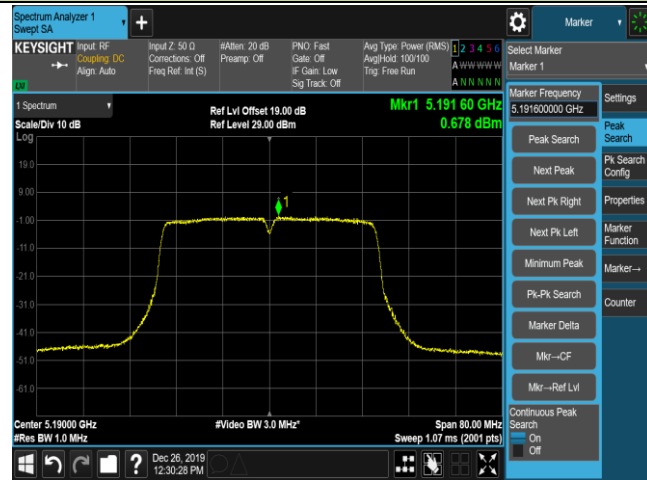 Spectrum Analyzer 1
Swept SA
+
Marker
KEYSIGHT
Input: RF
Coupling: DC
Align: Auto
Input Z: 50 Ω
Corrections: Off
Freq Ref: Int (S)
#Atten: 20 dB
Preamp: Off
PNO: Fast
Gate: Off
IF Gain: Low
Sig Track: Off
Avg Type: Power (RMS)
Avg|Hold: 100/100
Trig: Free Run
1 2 3 4 5 6
A W W W W W
A N N N N N
Select Marker
Marker 1
LXI
1 Spectrum
Scale/Div 10 dB
Log
Ref Lvl Offset 19.00 dB
Ref Level 29.00 dBm
Mkr1 5.191 60 GHz
0.678 dBm
19.0
9.00
-1.00
-11.0
-21.0
-31.0
-41.0
-51.0
-61.0
1
Center 5.19000 GHz
#Res BW 1.0 MHz
#Video BW 3.0 MHz*
Span 80.00 MHz
Sweep 1.07 ms (2001 pts)
Marker Frequency
5.191600000 GHz
Peak Search
Next Peak
Next Pk Right
Next Pk Left
Minimum Peak
Pk-Pk Search
Marker Delta
Mkr→CF
Mkr→Ref Lvl
Continuous Peak
Search
On
Off
Settings
Peak
Search
Pk Search
Config
Properties
Marker
Function
Marker→
Counter
?
Dec 26, 2019
12:30:28 PM